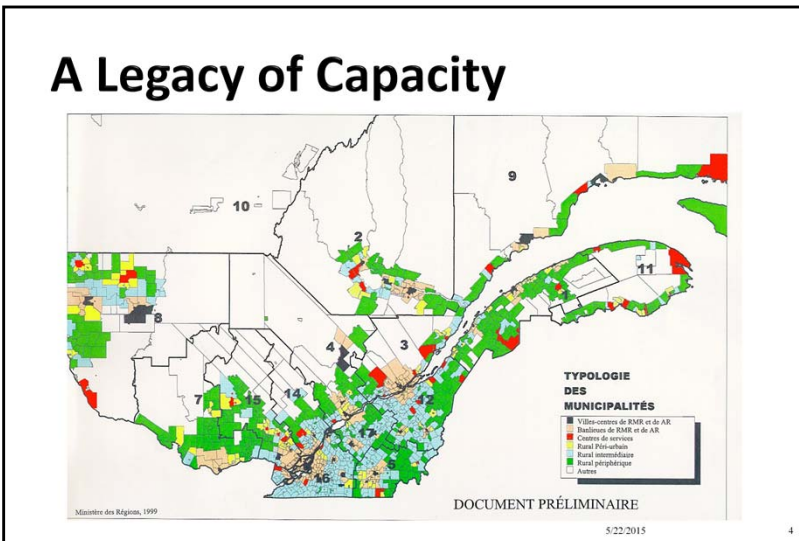 A Legacy of Capacity
9
10
2
11
1
8
3
4
12
7
15
14
17
5
16
TYPOLOGIE
DES
MUNICIPALITÉS
Villes-centres de RMR et de AR
Banlieues de RMR et de AR
Centres de services
Rural Péri-urbain
Rural intermédiaire
Rural périphérique
Autres
DOCUMENT PRÉLIMINAIRE
Ministère des Régions, 1999
5/22/2015
4